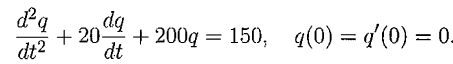 d²q/dt² + 20 dq/dt + 200q = 150, q(0) = q′(0) = 0.